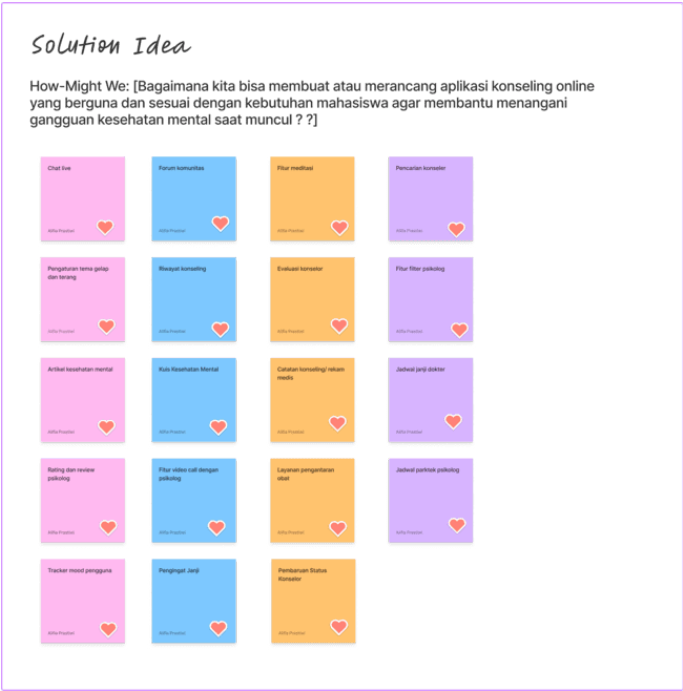 Solution Idea
How-Might We: [Bagaimana kita bisa membuat atau merancang aplikasi konseling online
yang berguna dan sesuai dengan kebutuhan mahasiswa agar membantu menangani
gangguan kesehatan mental saat muncul ? ?]
Chat live
Forum komunitas
Fitur meditasi
Pencarian konselor
Pengaturan tema gelap
dan terang
Riwayat konseling
Evaluasi konselor
Fitur filter psikolog
Artikel kesehatan mental
Kuis Kesehatan Mental
Catatan konseling/ rekam
medis
Jadwal janji dokter
Rating dan review
psikolog
Fitur video call dengan
psikolog
Layanan pengantaran
obat
Jadwal psikolog
Tracker mood pengguna
Pengingat Janji
Pembaruan Status
Konselor